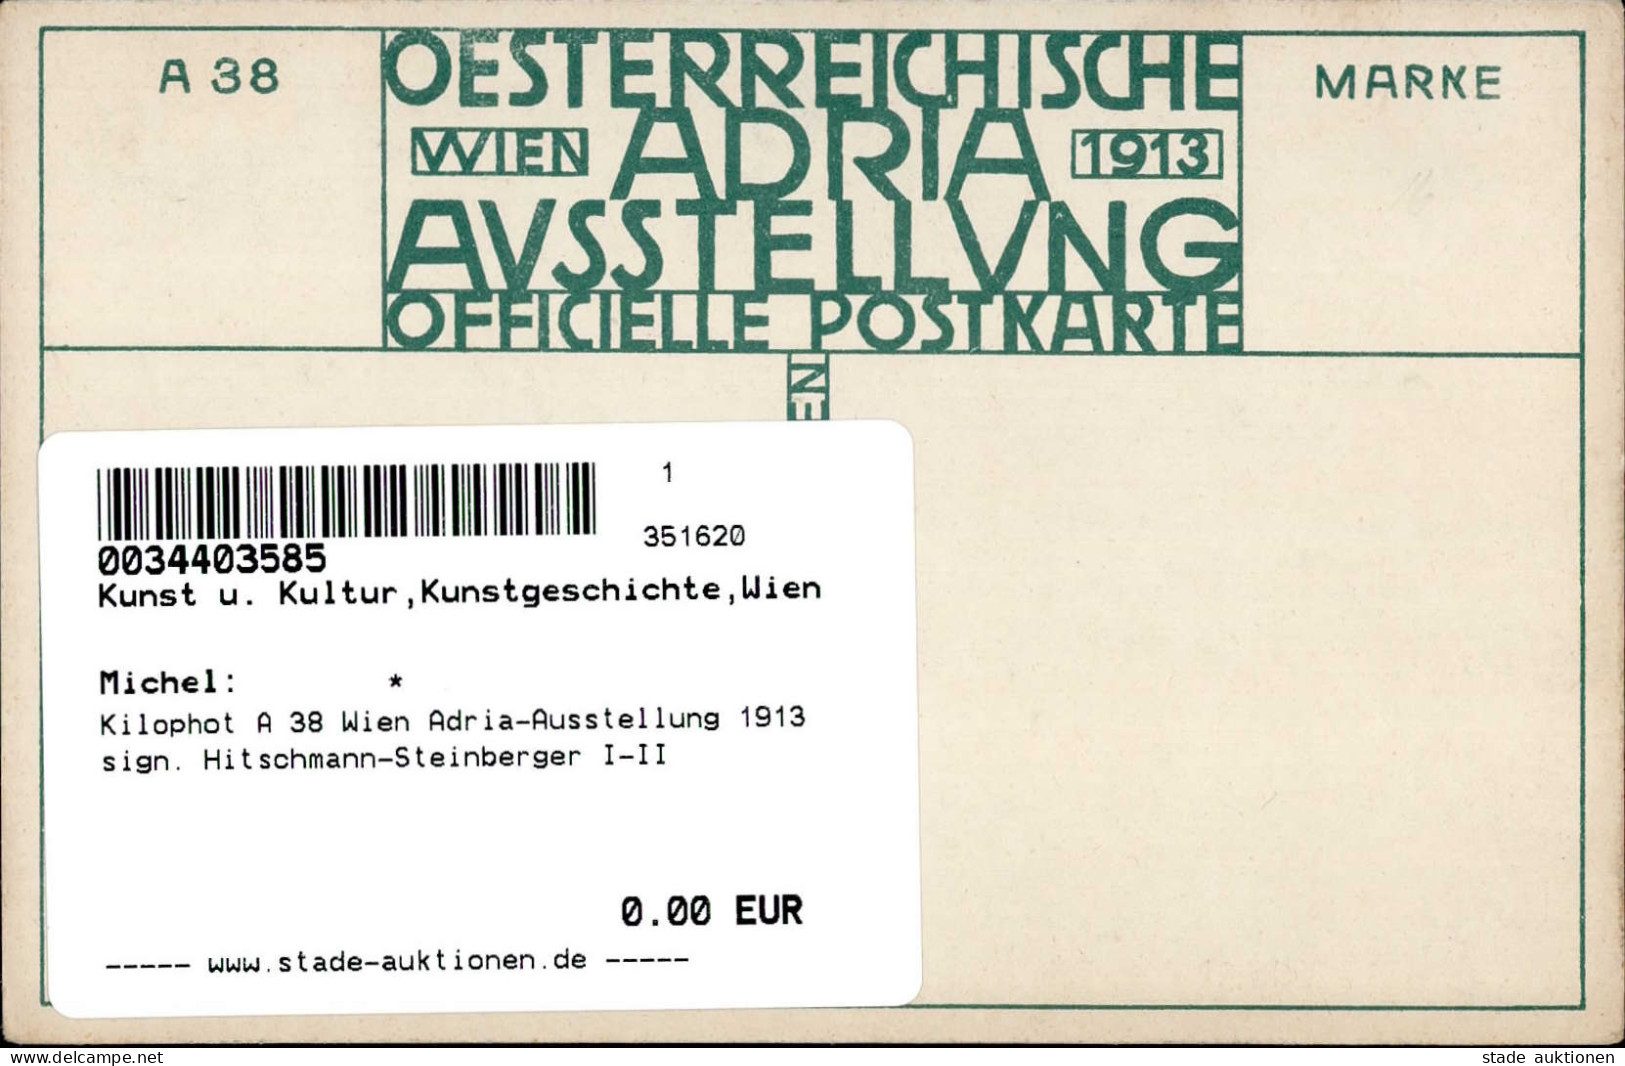 A 38
OESTERREICHISCHE
MARKE
WIEN ADRIA 1913
AVSSTELLVNG
OFFICIELLE POSTKARTE
1
351620
0034403585
Kunst u. Kultur,Kunstgeschichte,Wien
Michel: *
Kilophot A 38 Wien Adria-Ausstellung 1913
sign. Hitschmann-Steinberger I-II
0.00 EUR
----- www.stade-auktionen.de -----
www.delcampe.net
stade auktionen